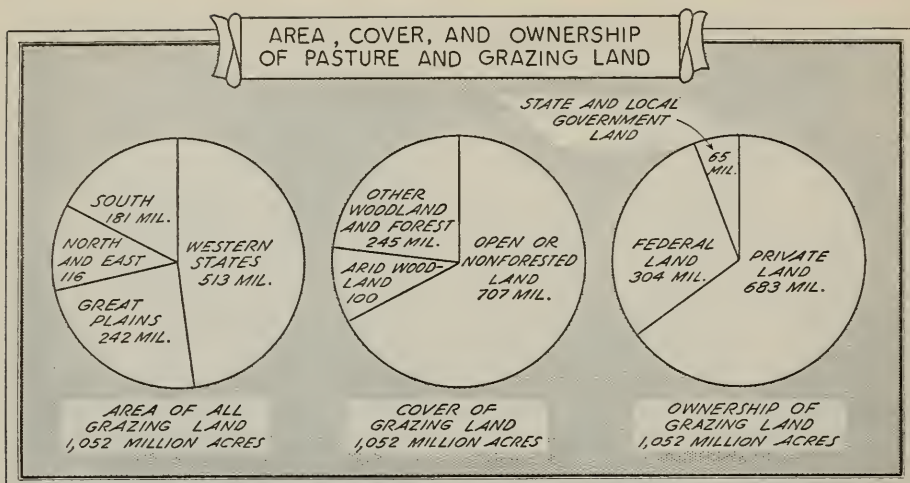 AREA, COVER, AND OWNERSHIP
OF PASTURE AND GRAZING LAND
SOUTH
181 MIL.
NORTH
AND EAST
116
GREAT
PLAINS
242 MIL.
WESTERN
STATES
513 MIL.
AREA OF ALL
GRAZING LAND
1,052 MILLION ACRES
OTHER
WOODLAND
AND FOREST
245 MIL.
ARID WOOD-
LAND
100
OPEN OR
NONFORESTED
LAND
707 MIL.
COVER OF
GRAZING LAND
1,052 MILLION ACRES
STATE AND LOCAL
GOVERNMENT
LAND
65
MIL.
FEDERAL
LAND
304 MIL.
PRIVATE
LAND
683 MIL.
OWNERSHIP OF
GRAZING LAND
1,052 MILLION ACRES